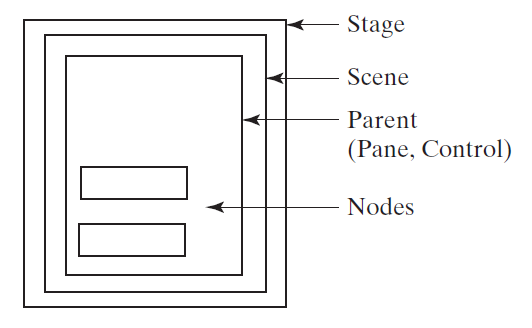 Stage
Scene
Parent
(Pane, Control)
Nodes